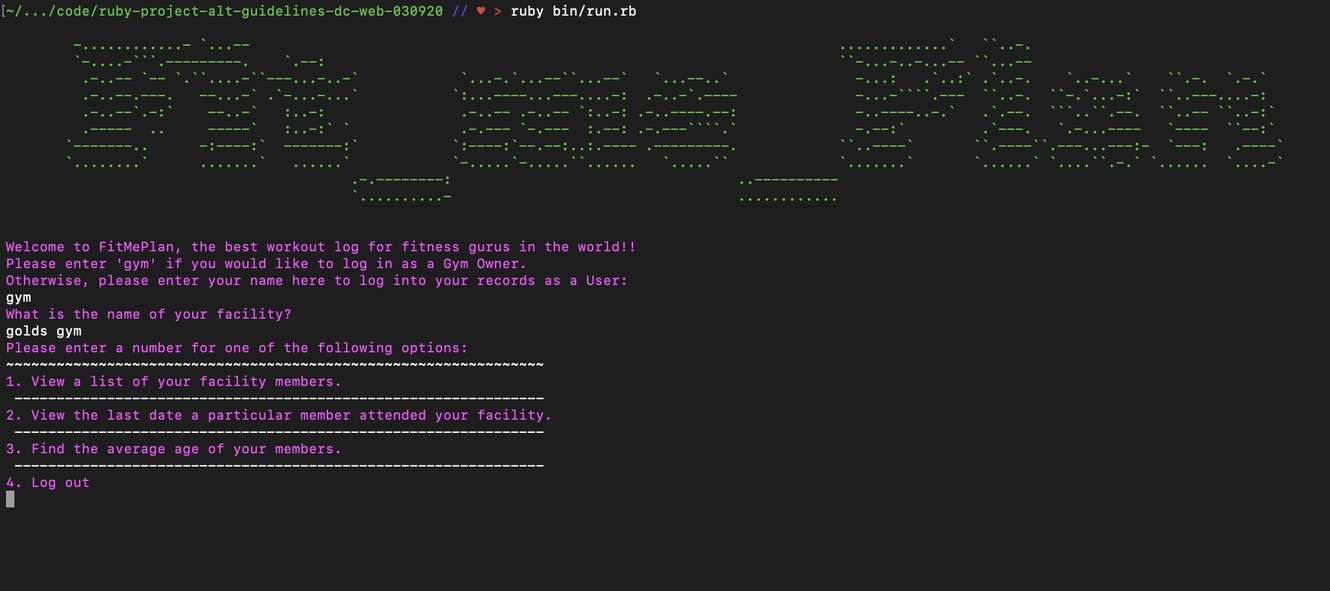 [~/.../code/ruby-project-alt-guidelines-dc-web-030920 // ♥ > ruby bin/run.rb
Fit_me_Plan
Welcome to FitMePlan, the best workout log for fitness gurus in the world!!
Please enter 'gym' if you would like to log in as a Gym Owner.
Otherwise, please enter your name here to log into your records as a User:
gym
What is the name of your facility?
golds gym
Please enter a number for one of the following options:
1. View a list of your facility members.
2. View the last date a particular member attended your facility.
3. Find the average age of your members.
4. Log out